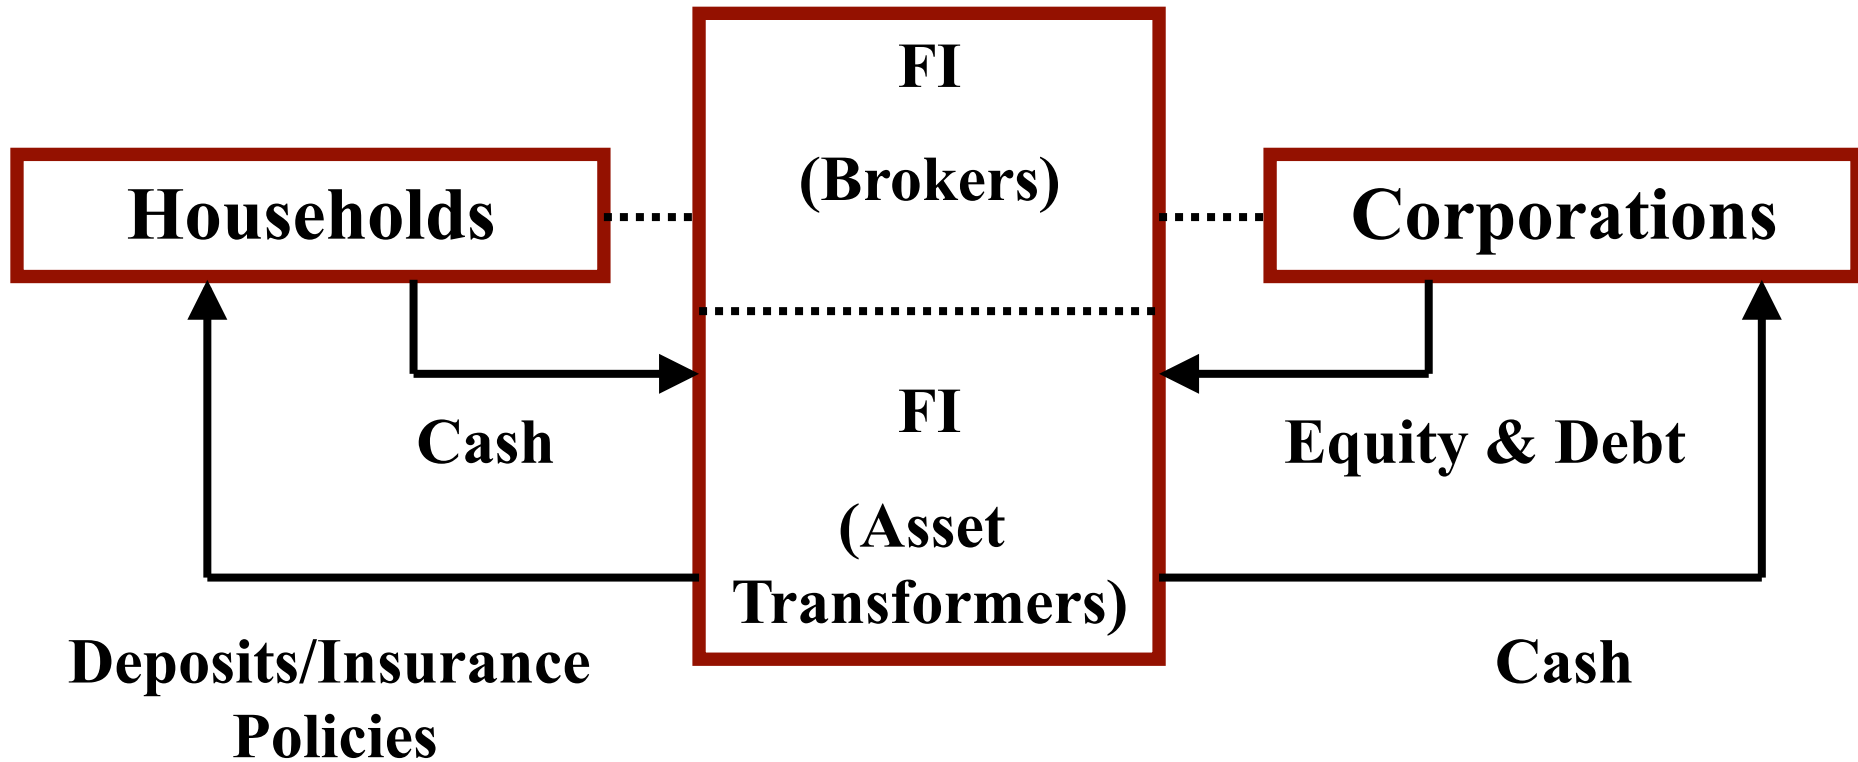 FI
(Brokers)
Households
Corporations
FI
(Asset
Transformers)
Cash
Equity & Debt
Deposits/Insurance
Policies
Cash